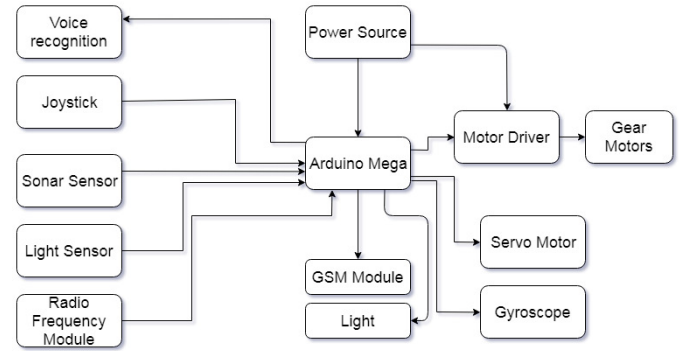 Voice
recognition
Power Source
Joystick
Motor Driver
Gear
Motors
Arduino Mega
Sonar Sensor
Light Sensor
Servo Motor
GSM Module
Radio
Frequency
Module
Light
Gyroscope